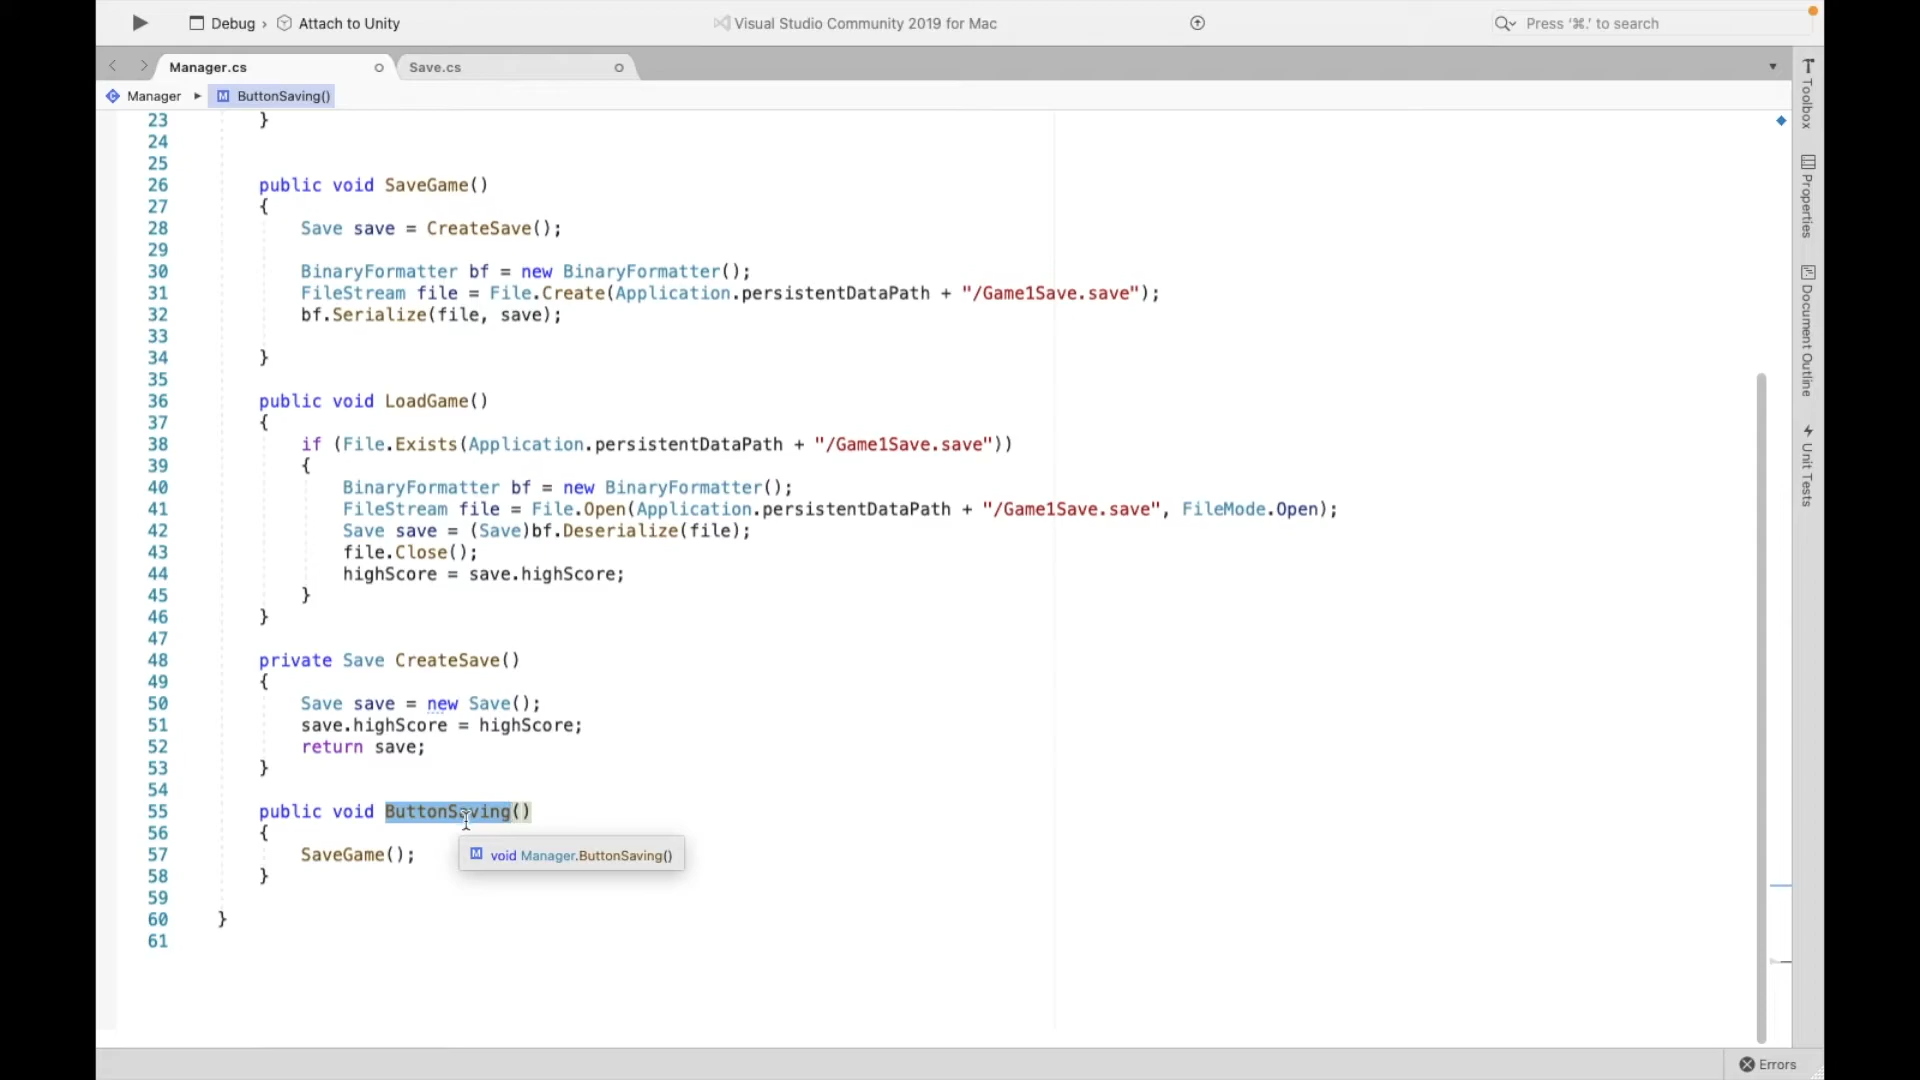 Debug › Attach to Unity
Visual Studio Community 2019 for Mac
Press ‘⌘.’ to search
Manager.cs
Save.cs
Manager ▸ M ButtonSaving()
23 }
24
25
26 public void SaveGame()
27 {
28 Save save = CreateSave();
29
30 BinaryFormatter bf = new BinaryFormatter();
31 FileStream file = File.Create(Application.persistentDataPath + "/Game1Save.save");
32 bf.Serialize(file, save);
33
34 }
35
36 public void LoadGame()
37 {
38 if (File.Exists(Application.persistentDataPath + "/Game1Save.save"))
39 {
40 BinaryFormatter bf = new BinaryFormatter();
41 FileStream file = File.Open(Application.persistentDataPath + "/Game1Save.save", FileMode.Open);
42 Save save = (Save)bf.Deserialize(file);
43 file.Close();
44 highScore = save.highScore;
45 }
46 }
47
48 private Save CreateSave()
49 {
50 Save save = new Save();
51 save.highScore = highScore;
52 return save;
53 }
54
55 public void ButtonSaving()
56 {
57 SaveGame();
M void Manager.ButtonSaving()
58 }
59
60 }
61
Toolbox
Properties
Document Outline
Unit Tests
Errors